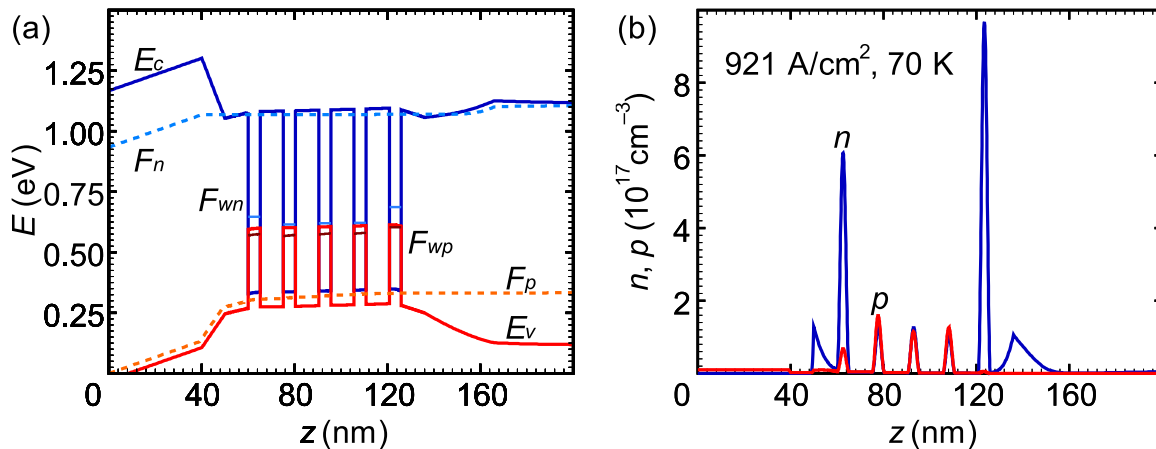 (a)
E (eV)
1.25
1.00
0.75
0.50
0.25
0
40
80
120
160
z (nm)
Ec
Fn
Fwn
Fwp
Fp
Ev
(b)
921 A/cm², 70 K
n, p (10¹⁷cm⁻³)
8
6
4
2
0
40
80
120
160
z (nm)
n
p